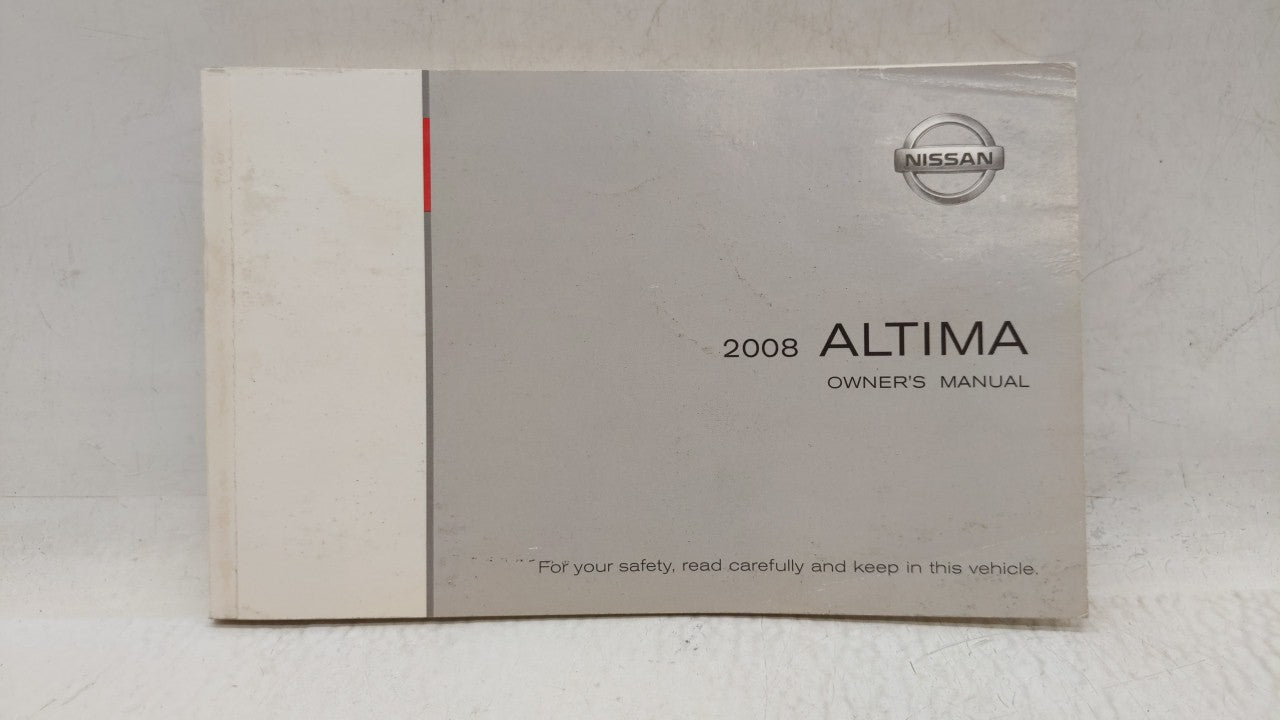 NISSAN
2008 ALTIMA
OWNER'S MANUAL
For your safety, read carefully and keep in this vehicle.